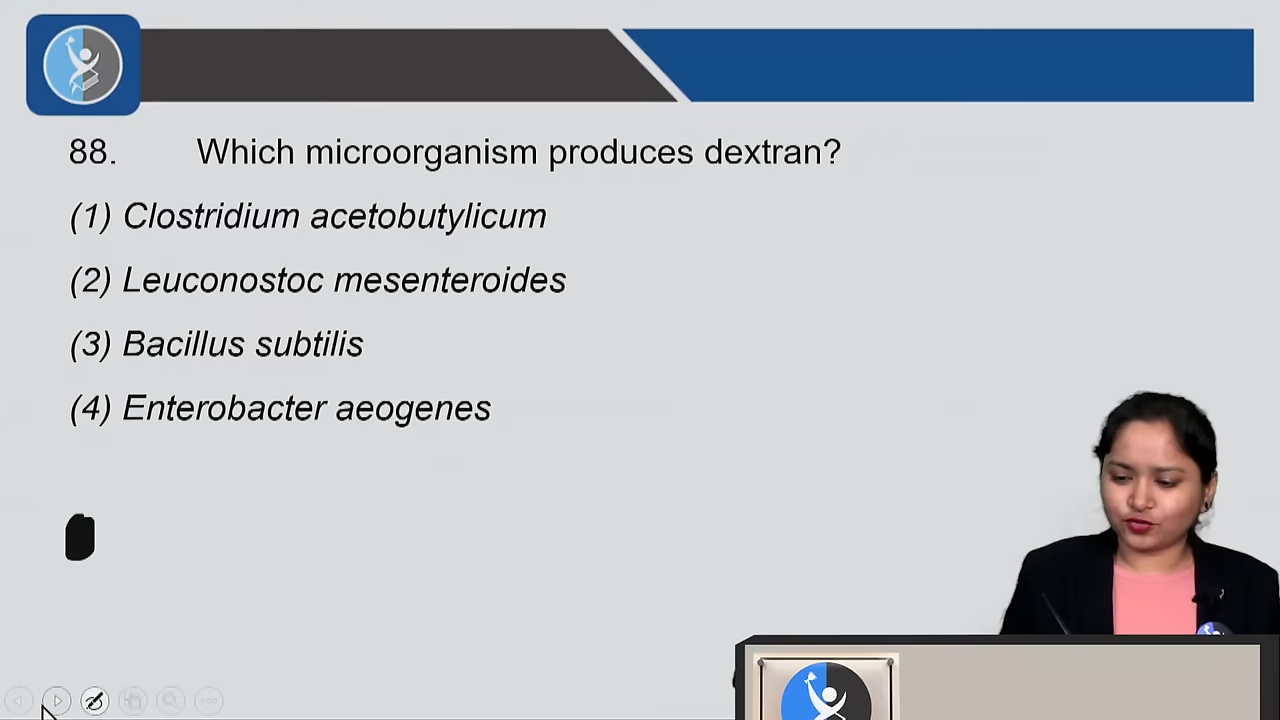 88. Which microorganism produces dextran?
(1) Clostridium acetobutylicum
(2) Leuconostoc mesenteroides
(3) Bacillus subtilis
(4) Enterobacter aeogenes